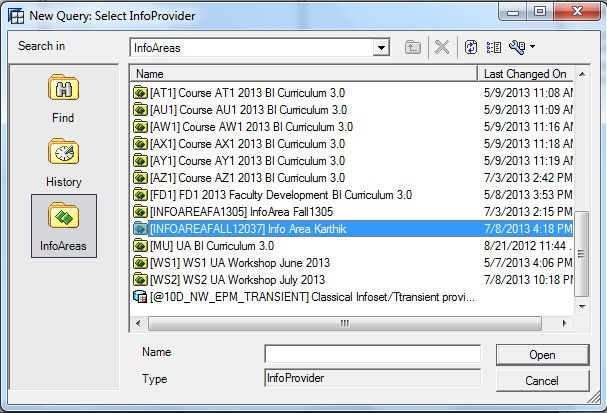 New Query: Select InfoProvider
Search in InfoAreas
Find
History
InfoAreas
Name Last Changed On
[AT1] Course AT1 2013 BI Curriculum 3.0 5/9/2013 11:08 AM
[AU1] Course AU1 2013 BI Curriculum 3.0 5/9/2013 11:09 AM
[AW1] Course AW1 2013 BI Curriculum 3.0 5/9/2013 11:16 AM
[AX1] Course AX1 2013 BI Curriculum 3.0 5/9/2013 11:18 AM
[AY1] Course AY1 2013 BI Curriculum 3.0 5/9/2013 11:19 AM
[AZ1] Course AZ1 2013 BI Curriculum 3.0 7/3/2013 2:42 PM
[FD1] FD1 2013 Faculty Development BI Curriculum 3.0 5/8/2013 3:53 PM
[INFOAREAFA1305] InfoArea Fall1305 7/3/2013 2:15 PM
[INFOAREAFALL12037] Info Area Karthik 7/8/2013 4:18 PM
[MU] UA BI Curriculum 3.0 8/21/2012 11:44 ...
[WS1] WS1 UA Workshop June 2013 5/7/2013 4:06 PM
[WS2] WS2 UA Workshop July 2013 7/8/2013 10:18 PM
[@10D_NW_EPM_TRANSIENT] Classical Infoset/Ttransient provi...
Name Open
Type InfoProvider Cancel